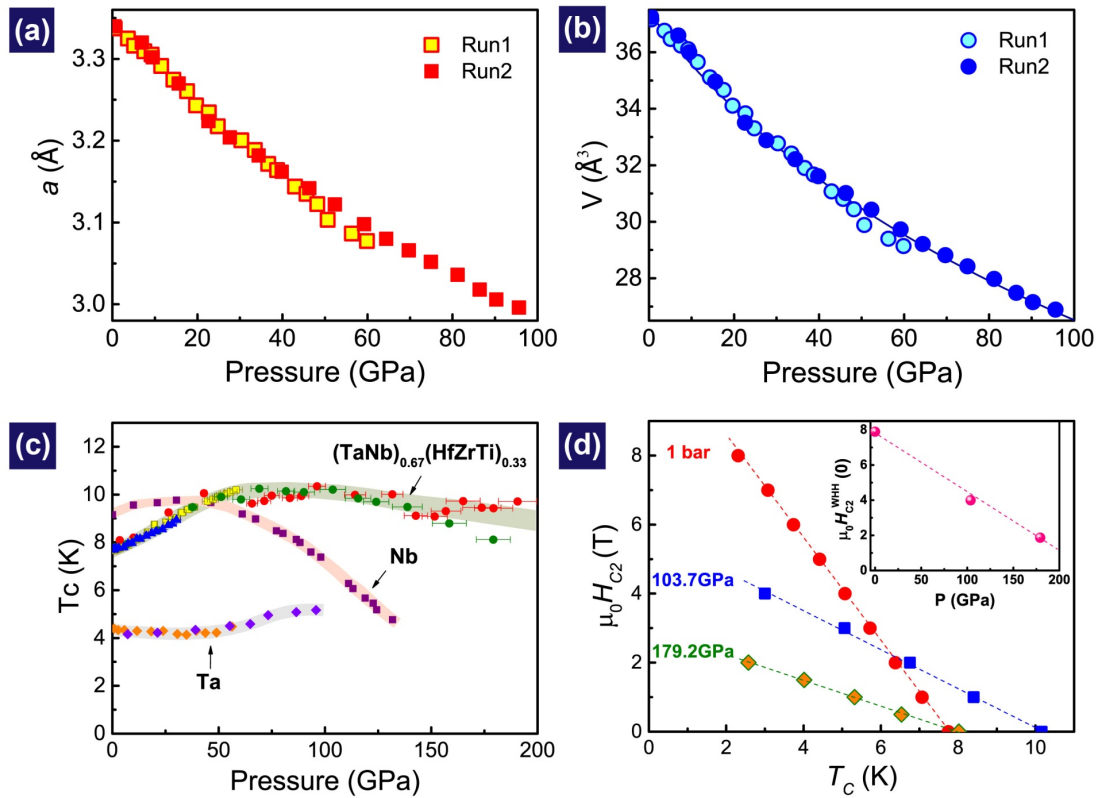 (a)
Run1
Run2
3.3
3.2
3.1
3.0
a (Å)
0 20 40 60 80 100
Pressure (GPa)
(b)
Run1
Run2
36
34
32
30
28
V (Å³)
0 20 40 60 80 100
Pressure (GPa)
(c)
(TaNb)₀.₆₇(HfZrTi)₀.₃₃
Nb
Ta
12
10
8
6
4
2
0
Tc (K)
0 50 100 150 200
Pressure (GPa)
(d)
1 bar
103.7GPa
179.2GPa
8
6
4
2
0
μ₀H_C2 (T)
0 2 4 6 8 10
T_C (K)
8
6
4
2
0
μ₀H_C2^WHH (0)
0 50 100 150 200
P (GPa)